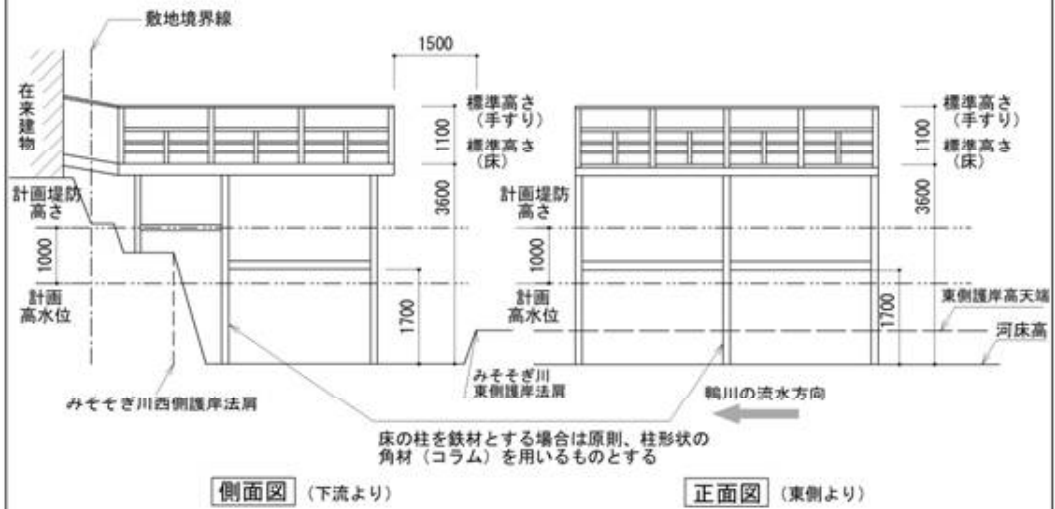 敷地境界線
1500
在来建物
標準高さ
（手すり）
1100
標準高さ
（床）
3600
計画堤防
高さ
1000
計画
高水位
1700
みそそぎ川
東側護岸法肩
みそそぎ川西側護岸法肩
標準高さ
（手すり）
1100
標準高さ
（床）
3600
計画堤防
高さ
1000
計画
高水位
1700
東側護岸高天端
河床高
鴨川の流水方向
床の柱を鉄材とする場合は原則、柱形状の
角材（コラム）を用いるものとする
側面図 （下流より）
正面図 （東側より）